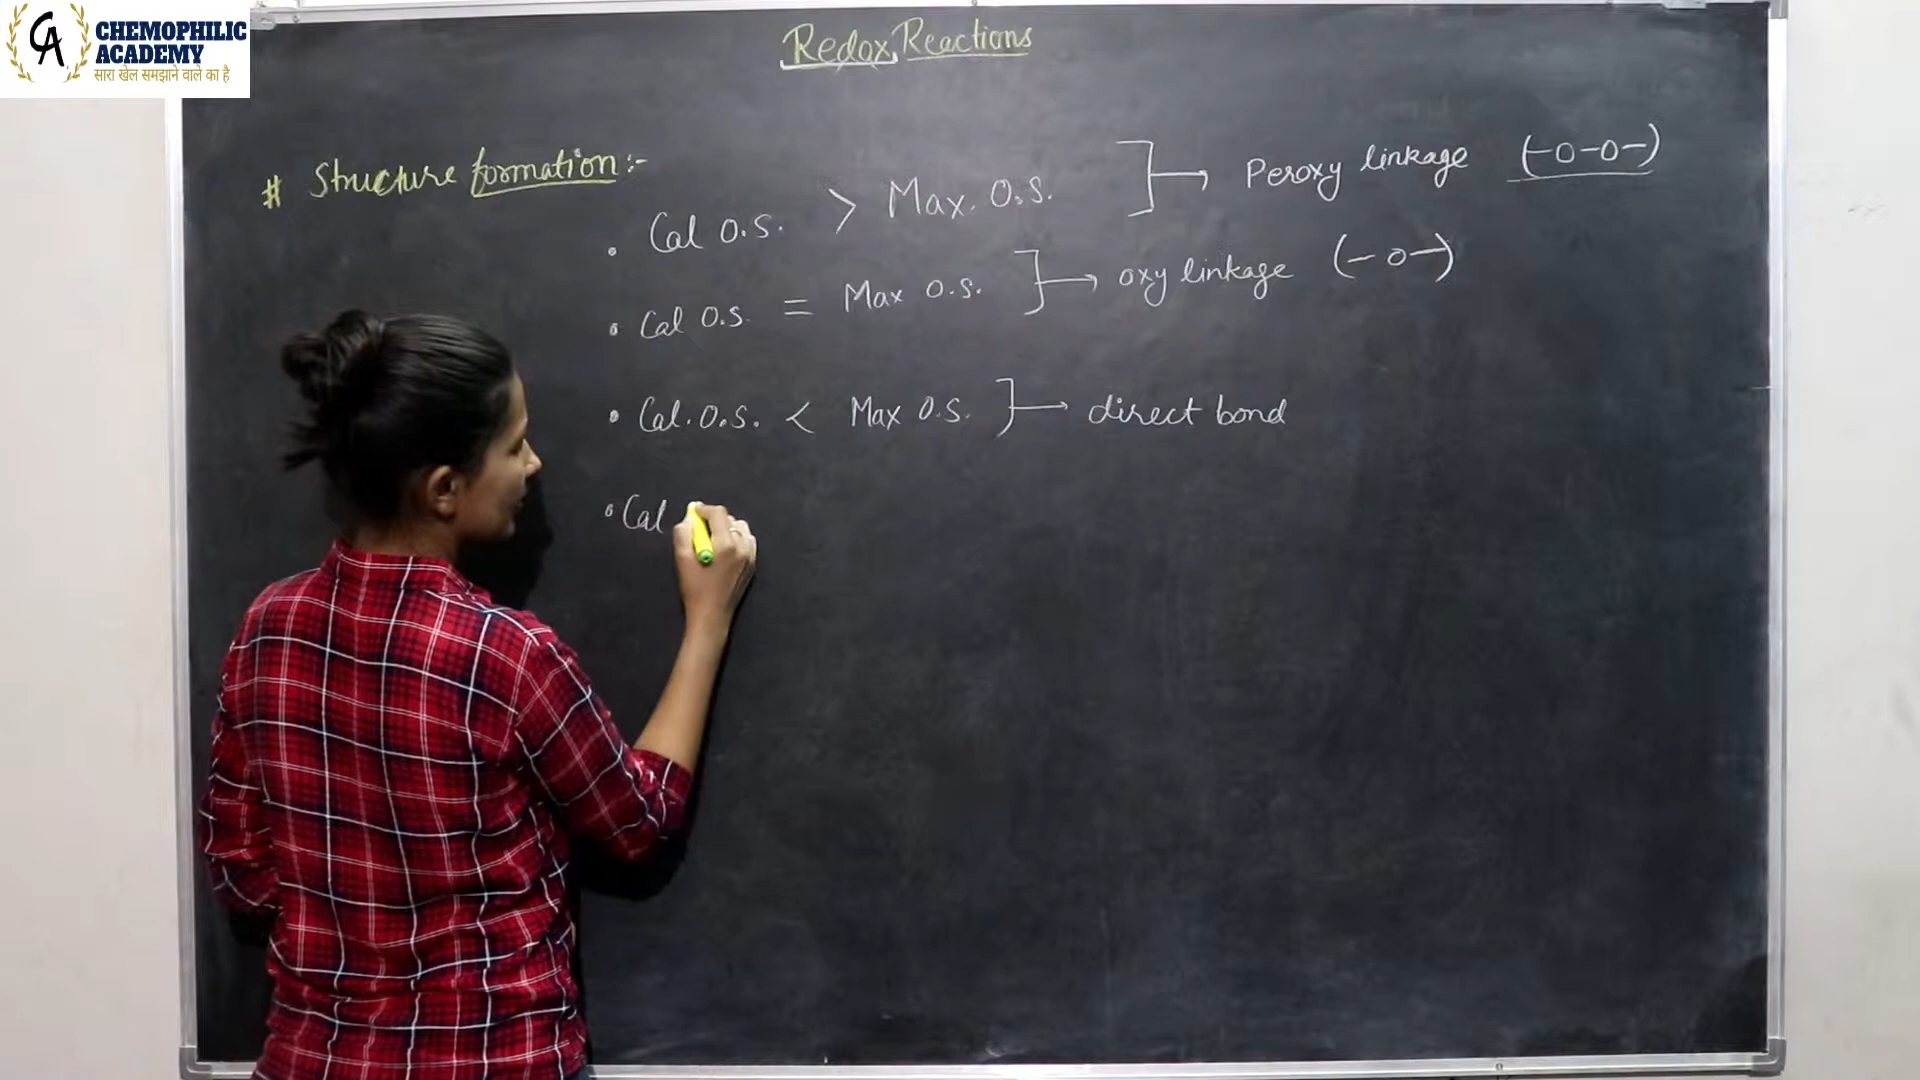 CHEMOPHILIC
ACADEMY
सारा खेल समझाने वाले का है
Redox Reactions
# Structure formation :-
• Cal O.S. > Max. O.S. ] → Peroxy linkage (-O-O-)
• Cal O.S. = Max O.S. ] → oxy linkage (-O-)
• Cal. O.S. < Max O.S. ] → direct bond
• Cal